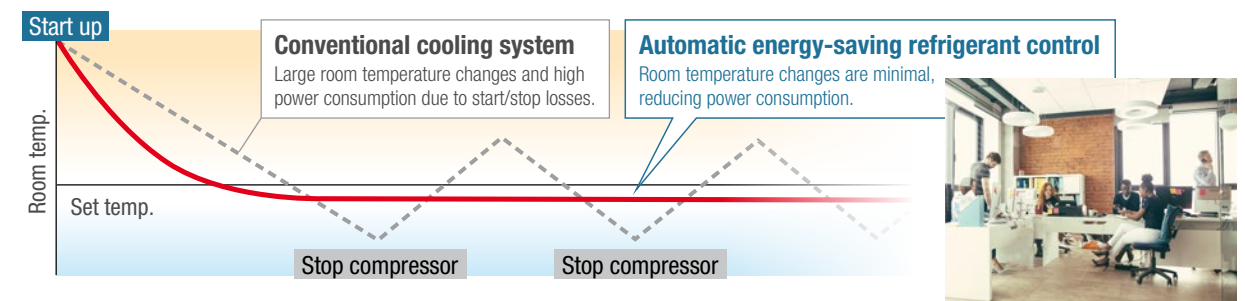 Start up
Conventional cooling system
Large room temperature changes and high
power consumption due to start/stop losses.
Automatic energy-saving refrigerant control
Room temperature changes are minimal,
reducing power consumption.
Room temp.
Set temp.
Stop compressor
Stop compressor